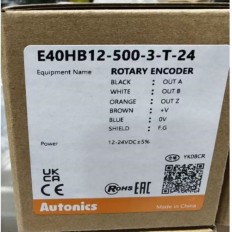 E40HB12-500-3-T-24
Equipment Name ROTARY ENCODER
BLACK : OUT A
WHITE : OUT B
ORANGE : OUT Z
BROWN : +V
BLUE : 0V
SHIELD : F.G
Power 12-24VDC±5%
YK08CR
UK CA CE RoHS EAC
Autonics
Made in China